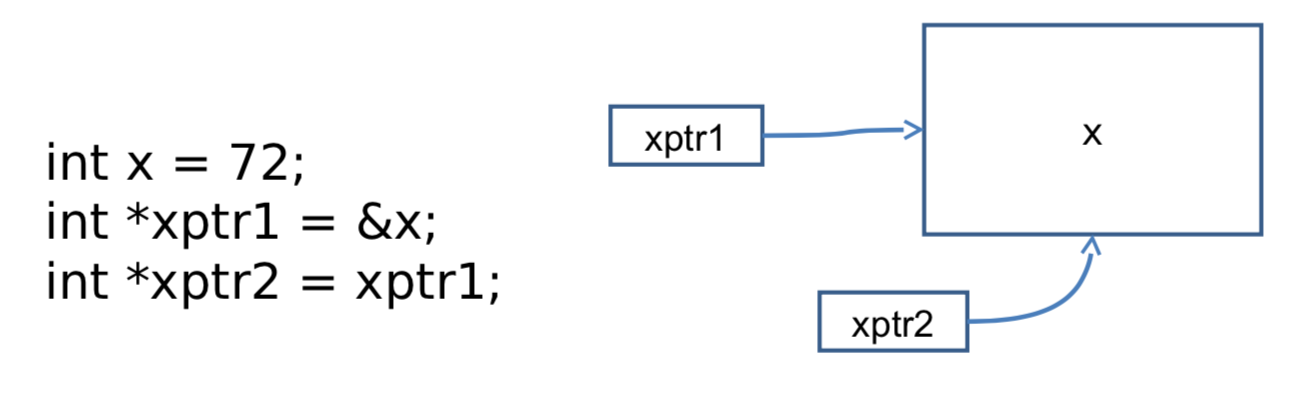 int x = 72;
int *xptr1 = &x;
int *xptr2 = xptr1;
xptr1
x
xptr2